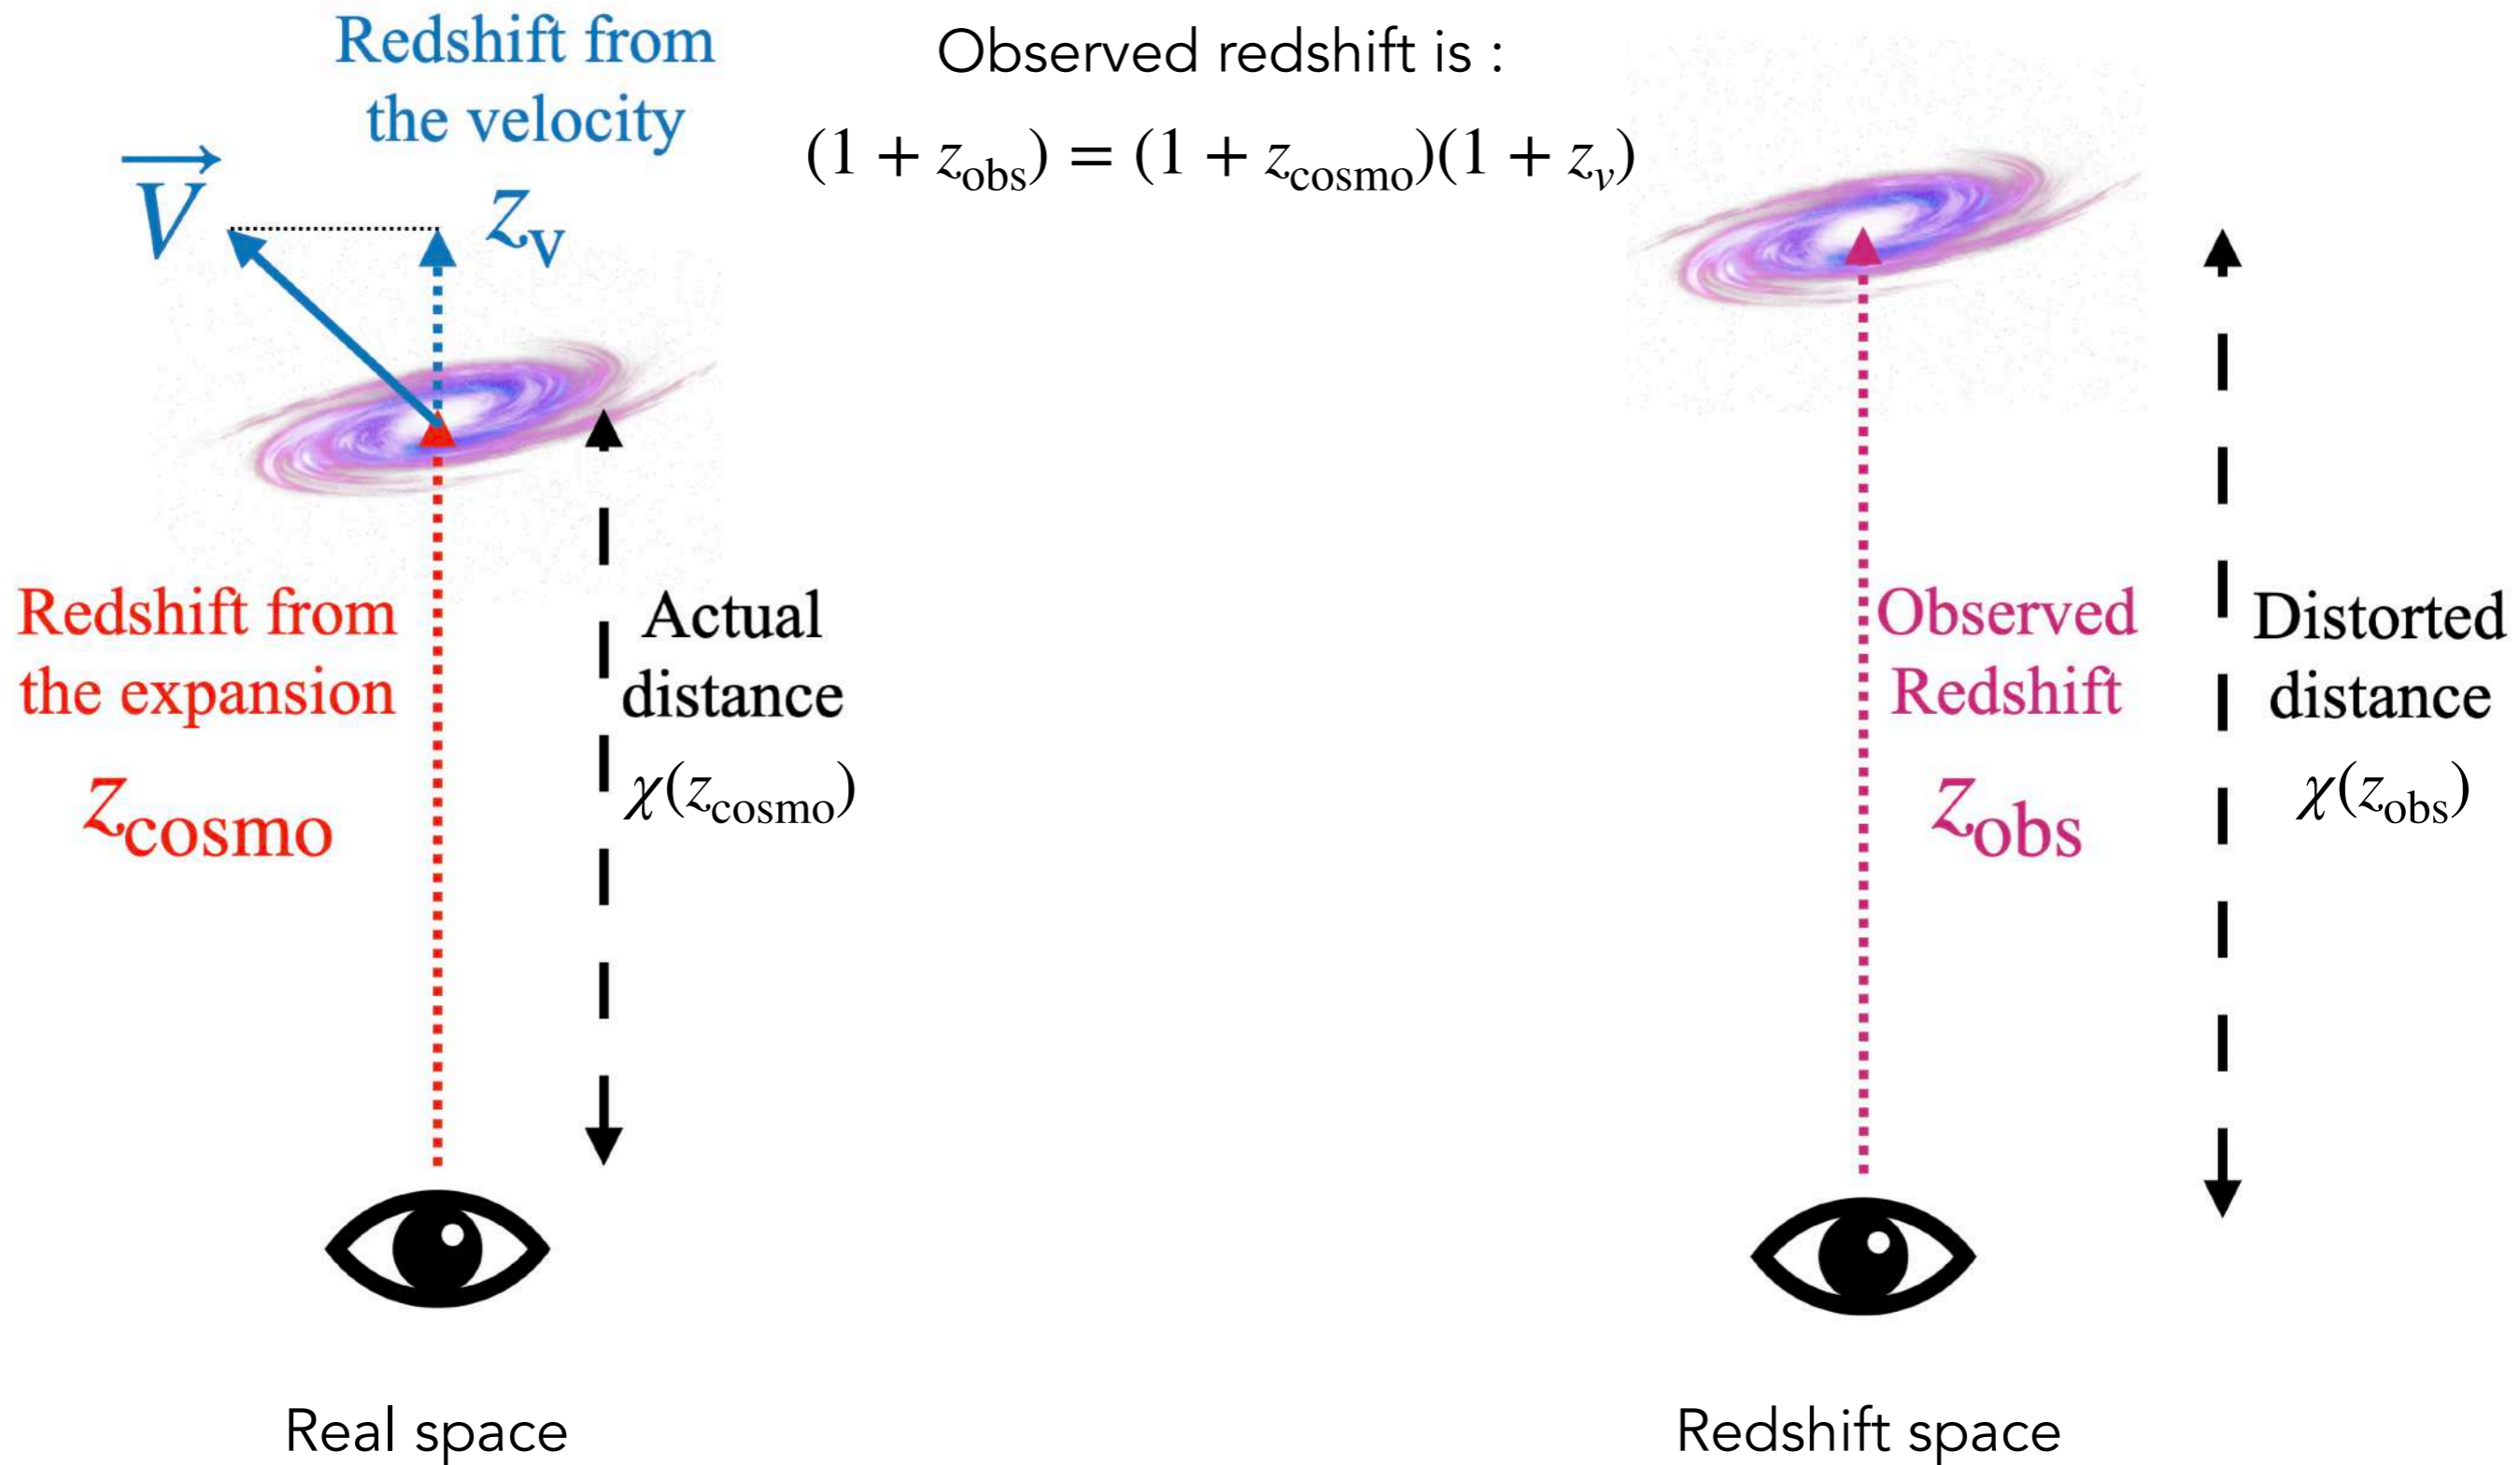 Redshift from
the velocity
Observed redshift is :
(1 + z_obs) = (1 + z_cosmo)(1 + z_v)
V⃗
z_v
Redshift from
the expansion
z_cosmo
Actual
distance
χ(z_cosmo)
Observed
Redshift
z_obs
Distorted
distance
χ(z_obs)
Real space
Redshift space